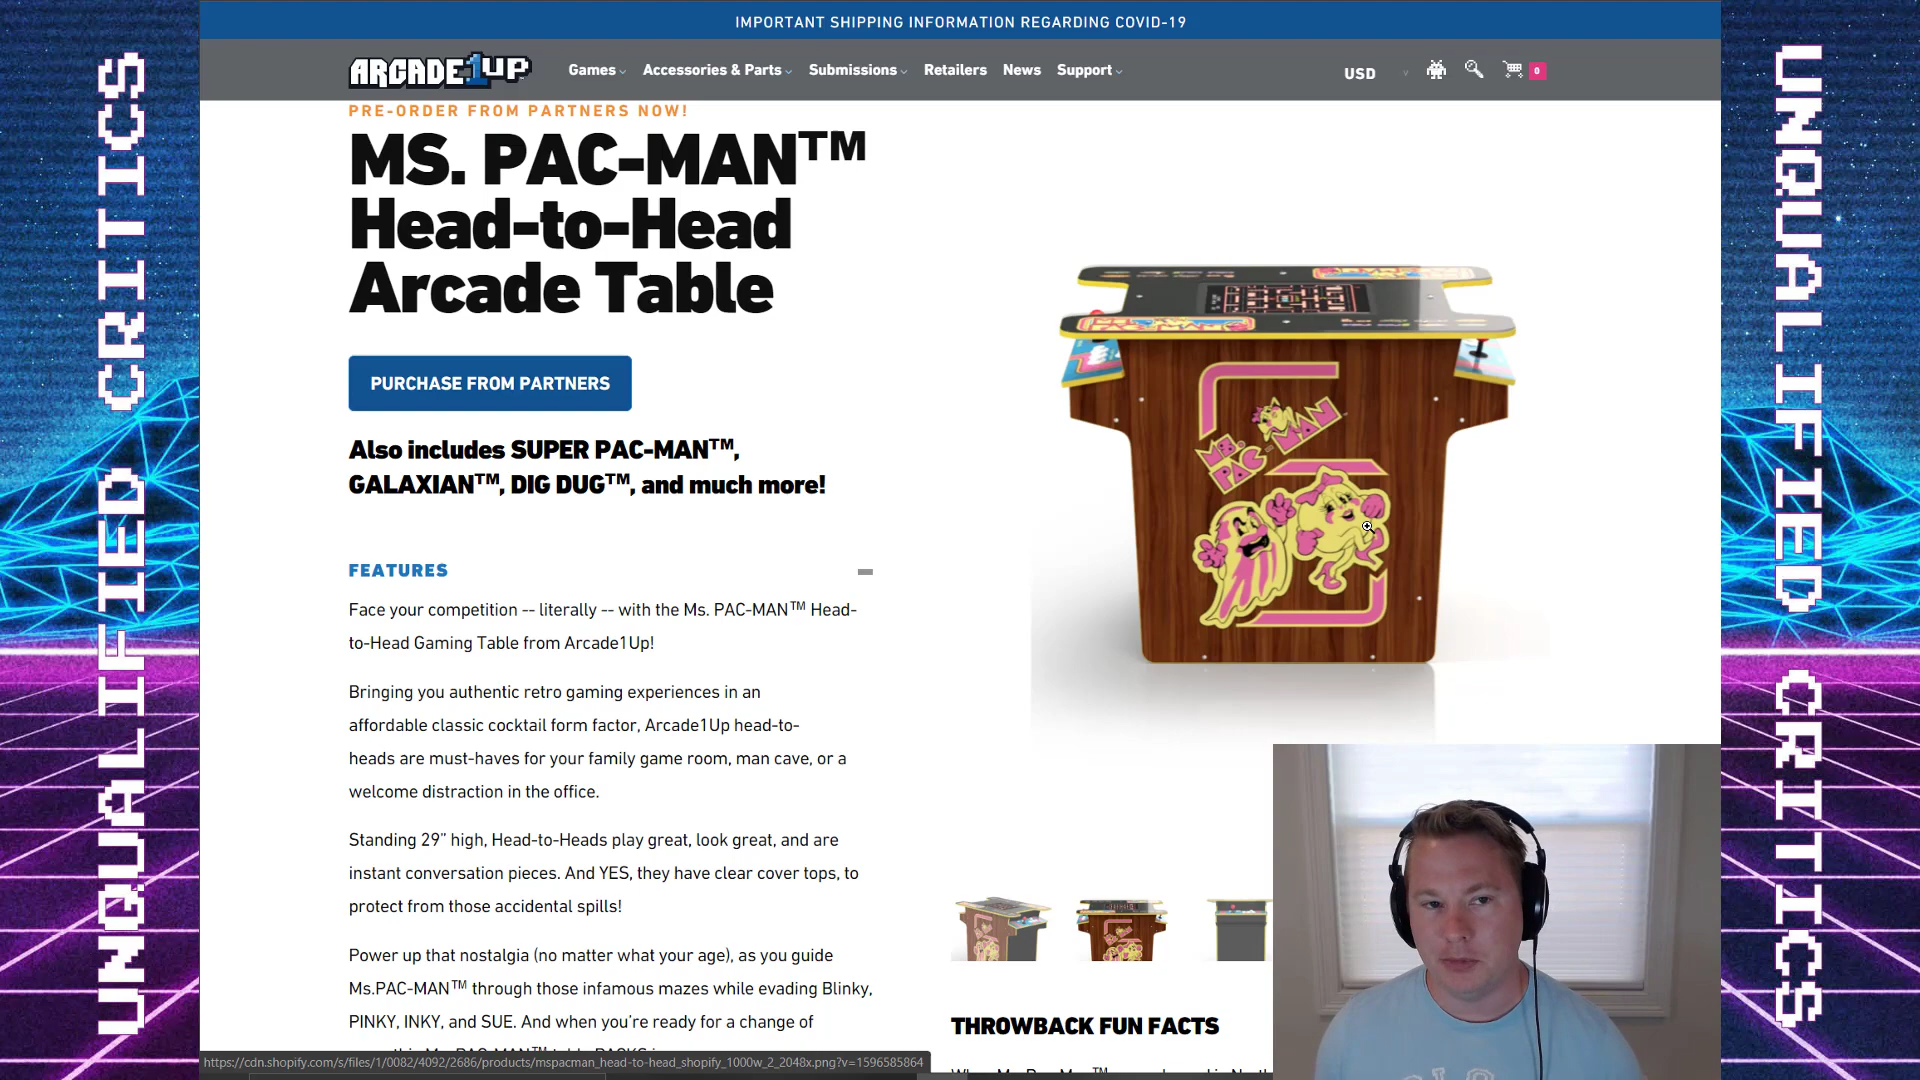 IMPORTANT SHIPPING INFORMATION REGARDING COVID-19
ARCADE1UP
Games
Accessories & Parts
Submissions
Retailers
News
Support
USD
0
PRE-ORDER FROM PARTNERS NOW!
MS. PAC-MAN™
Head-to-Head
Arcade Table
PURCHASE FROM PARTNERS
Also includes SUPER PAC-MAN™,
GALAXIAN™, DIG DUG™, and much more!
FEATURES
Face your competition -- literally -- with the Ms. PAC-MAN™ Head-
to-Head Gaming Table from Arcade1Up!
Bringing you authentic retro gaming experiences in an
affordable classic cocktail form factor, Arcade1Up head-to-
heads are must-haves for your family game room, man cave, or a
welcome distraction in the office.
Standing 29" high, Head-to-Heads play great, look great, and are
instant conversation pieces. And YES, they have clear cover tops, to
protect from those accidental spills!
Power up that nostalgia (no matter what your age), as you guide
Ms.PAC-MAN™ through those infamous mazes while evading Blinky,
PINKY, INKY, and SUE. And when you're ready for a change of
https://cdn.shopify.com/s/files/1/0082/4092/2686/products/mspacman_head-to-head_shopify_1000w_2_2048x.png?v=1596585864
MS. PAC-MAN
MS PAC-MAN
THROWBACK FUN FACTS
UNQUALIFIED CRITICS
UNQUALIFIED CRITICS